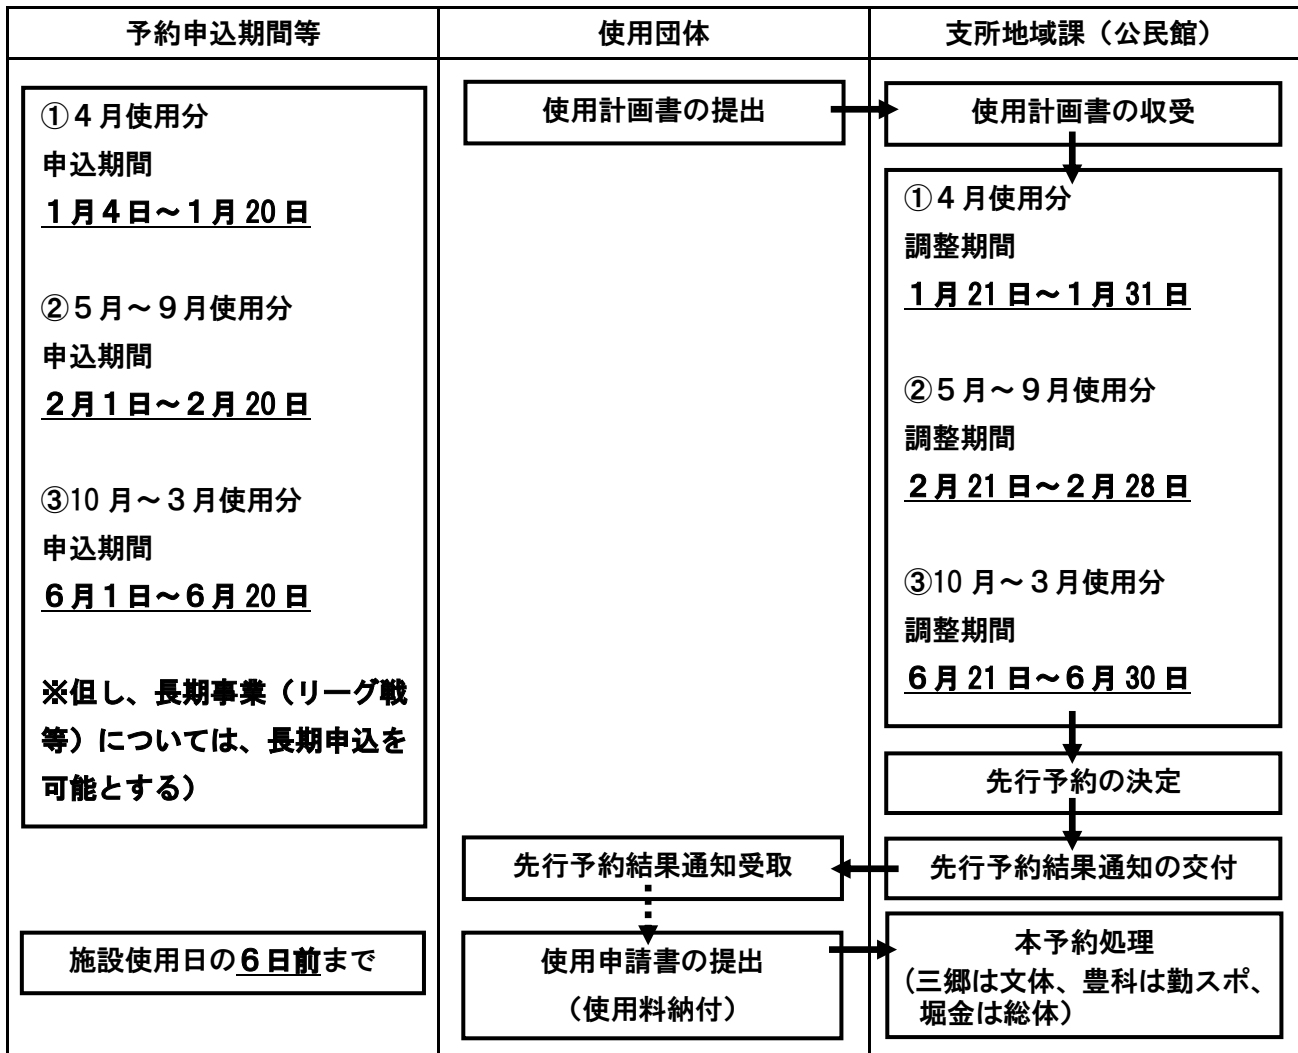 予約申込期間等
使用団体
支所地域課（公民館）
①４月使用分
申込期間
１月４日～１月20日
②５月～９月使用分
申込期間
２月１日～２月20日
③10月～３月使用分
申込期間
６月１日～６月20日
※但し、長期事業（リーグ戦
等）については、長期申込を
可能とする）
施設使用日の６日前まで
使用計画書の提出
先行予約結果通知受取
使用申請書の提出
（使用料納付）
使用計画書の収受
①４月使用分
調整期間
１月21日～１月31日
②５月～９月使用分
調整期間
２月21日～２月28日
③10月～３月使用分
調整期間
６月21日～６月30日
先行予約の決定
先行予約結果通知の交付
本予約処理
(三郷は文体、豊科は勤スポ、
堀金は総体）